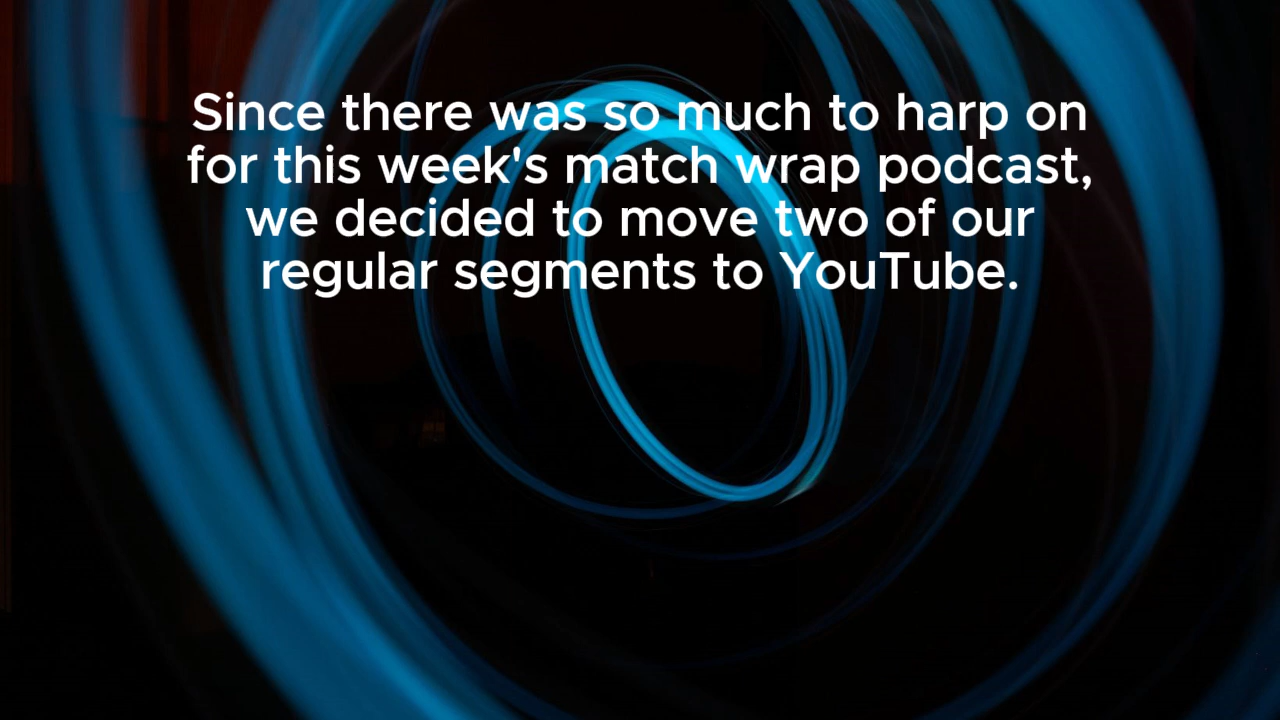 Since there was so much to harp on
for this week's match wrap podcast,
we decided to move two of our
regular segments to YouTube.